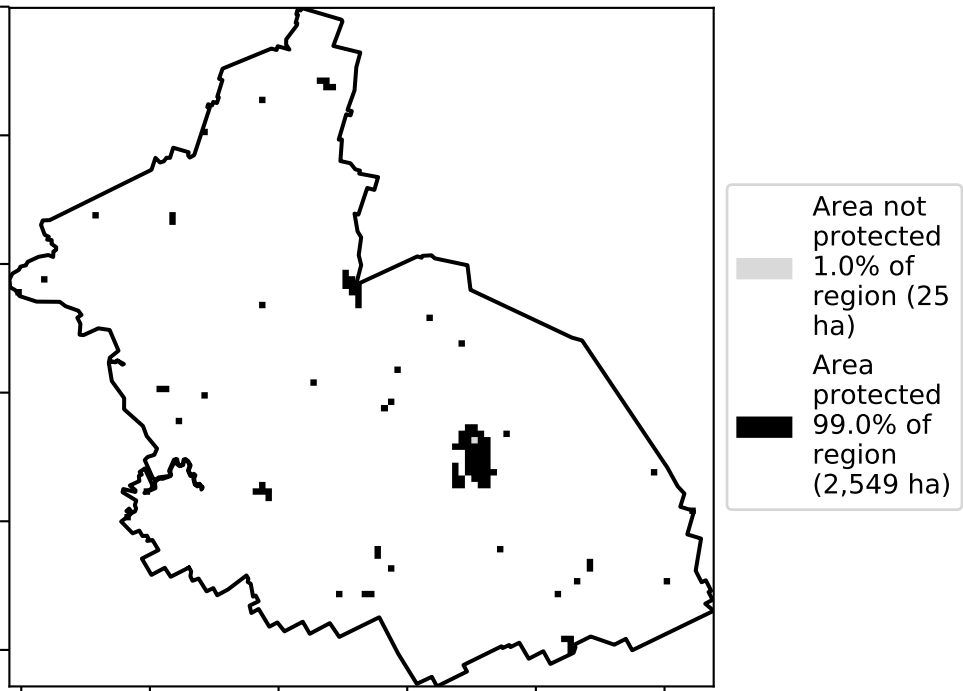 Area not
protected
1.0% of
region (25
ha)
Area
protected
99.0% of
region
(2,549 ha)